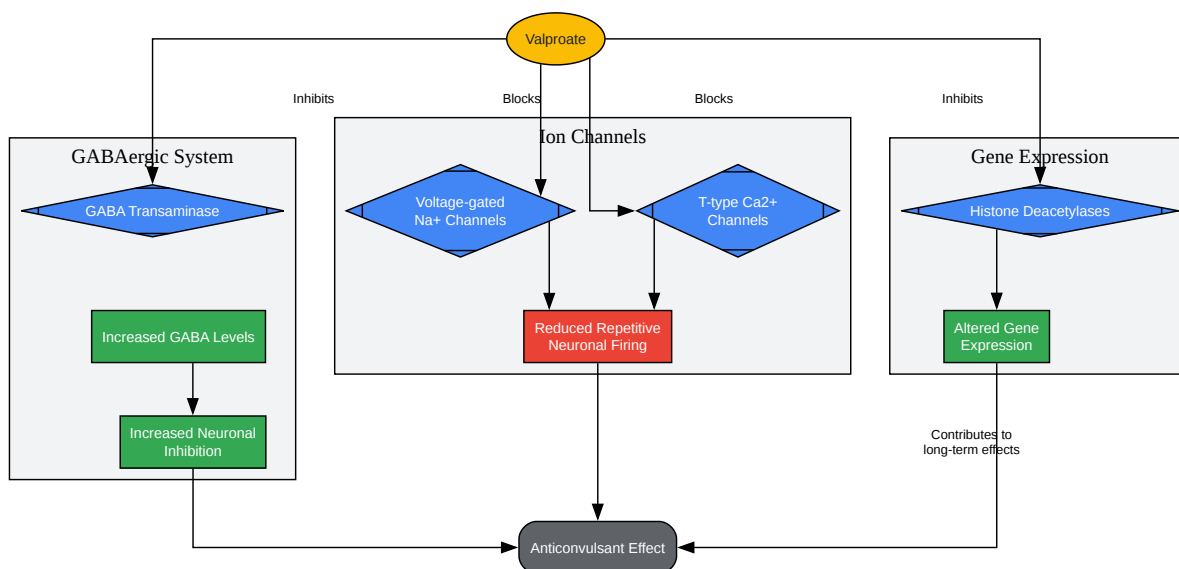 Valproate
Inhibits
Blocks
Blocks
Inhibits
GABAergic System
Ion Channels
Gene Expression
GABA Transaminase
Voltage-gated
Na+ Channels
T-type Ca2+
Channels
Histone Deacetylases
Increased GABA Levels
Reduced Repetitive
Neuronal Firing
Altered Gene
Expression
Increased Neuronal
Inhibition
Contributes to
long-term effects
Anticonvulsant Effect